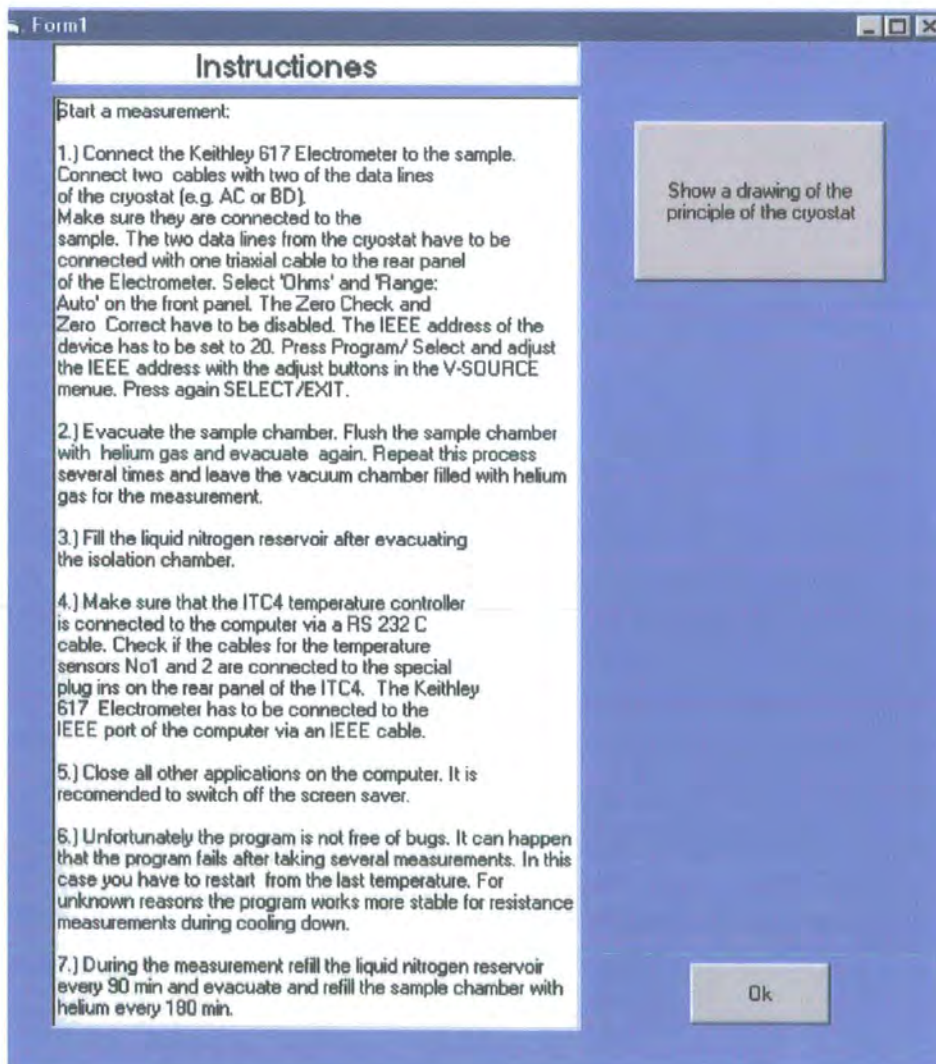 Form1
Instructiones
Start a measurement:
1.) Connect the Keithley 617 Electrometer to the sample.
Connect two cables with two of the data lines
of the cryostat (e.g. AC or BD).
Make sure they are connected to the
sample. The two data lines from the cryostat have to be
connected with one triaxial cable to the rear panel
of the Electrometer. Select 'Ohms' and 'Range:
Auto' on the front panel. The Zero Check and
Zero Correct have to be disabled. The IEEE address of the
device has to be set to 20. Press Program/ Select and adjust
the IEEE address with the adjust buttons in the V-SOURCE
menue. Press again SELECT/EXIT.
2.) Evacuate the sample chamber. Flush the sample chamber
with helium gas and evacuate again. Repeat this process
several times and leave the vacuum chamber filled with helium
gas for the measurement.
3.) Fill the liquid nitrogen reservoir after evacuating
the isolation chamber.
4.) Make sure that the ITC4 temperature controller
is connected to the computer via a RS 232 C
cable. Check if the cables for the temperature
sensors No1 and 2 are connected to the special
plug ins on the rear panel of the ITC4. The Keithley
617 Electrometer has to be connected to the
IEEE port of the computer via an IEEE cable.
5.) Close all other applications on the computer. It is
recomended to switch off the screen saver.
6.) Unfortunately the program is not free of bugs. It can happen
that the program fails after taking several measurements. In this
case you have to restart from the last temperature. For
unknown reasons the program works more stable for resistance
measurements during cooling down.
7.) During the measurement refill the liquid nitrogen reservoir
every 90 min and evacuate and refill the sample chamber with
helium every 180 min.
Show a drawing of the
principle of the cryostat
Ok